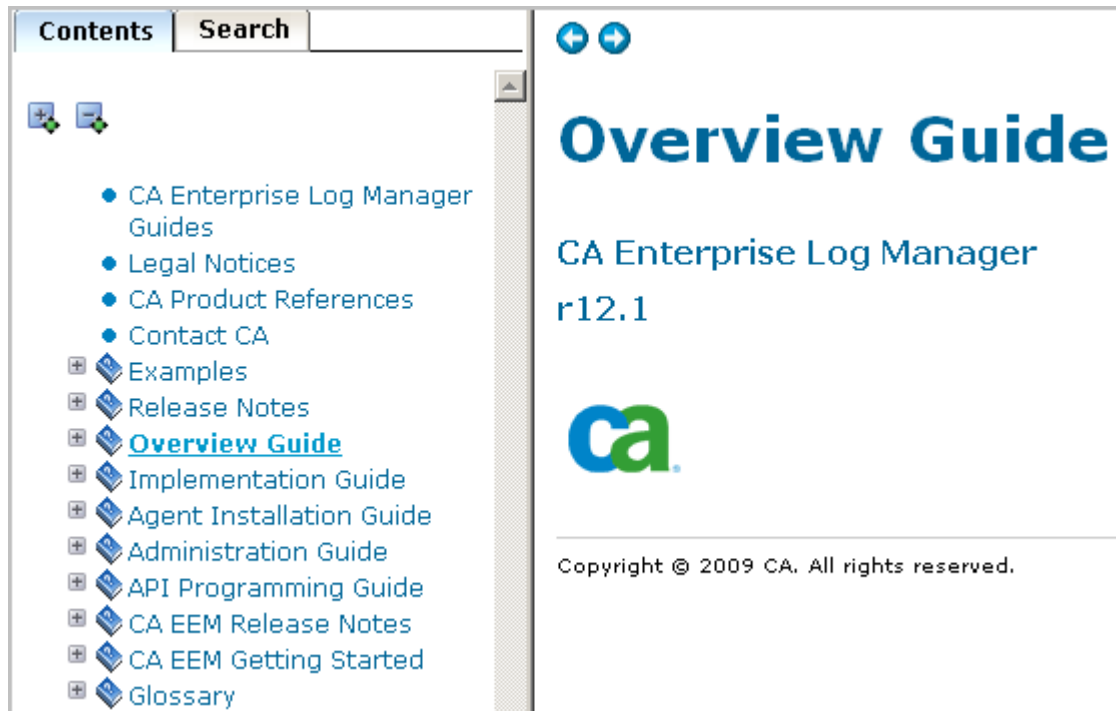 Contents
Search
CA Enterprise Log Manager
Guides
Legal Notices
CA Product References
Contact CA
Examples
Release Notes
Overview Guide
Implementation Guide
Agent Installation Guide
Administration Guide
API Programming Guide
CA EEM Release Notes
CA EEM Getting Started
Glossary
Overview Guide
CA Enterprise Log Manager
r12.1
ca
Copyright © 2009 CA. All rights reserved.